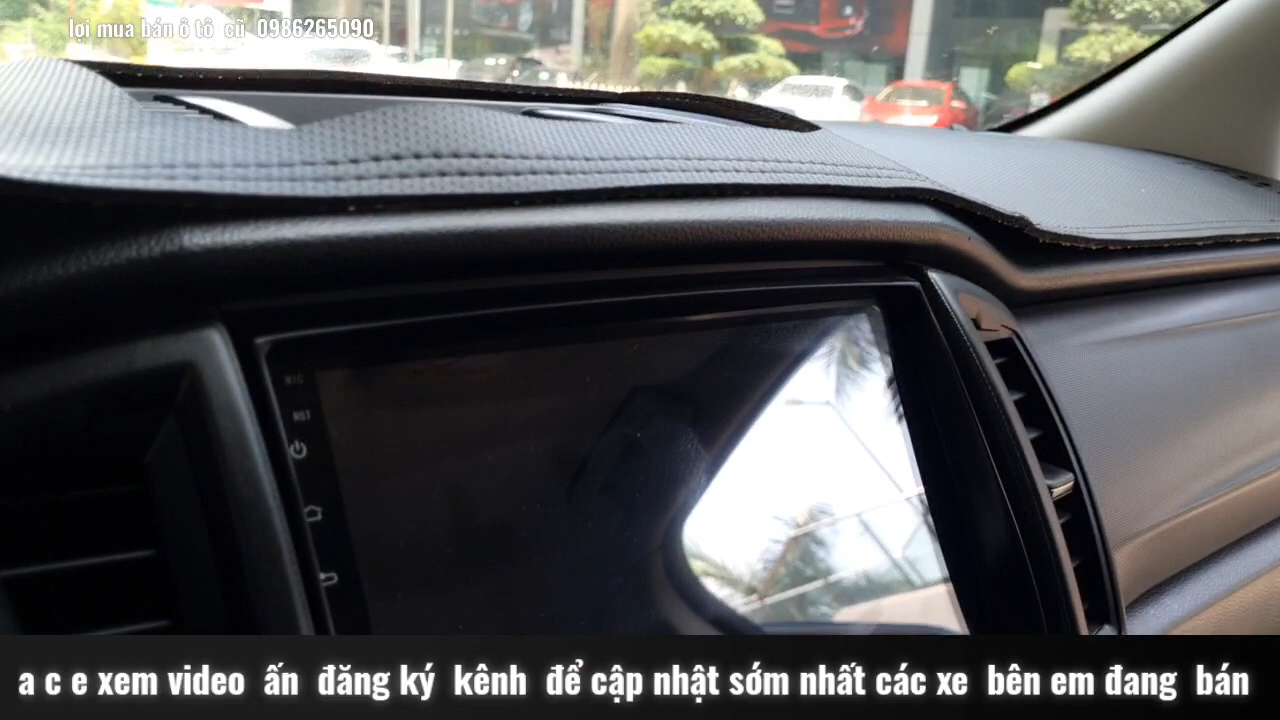 lợi mua bán ô tô cũ 0986265090
MIC
RST
a c e xem video ấn đăng ký kênh để cập nhật sớm nhất các xe bên em đang bán